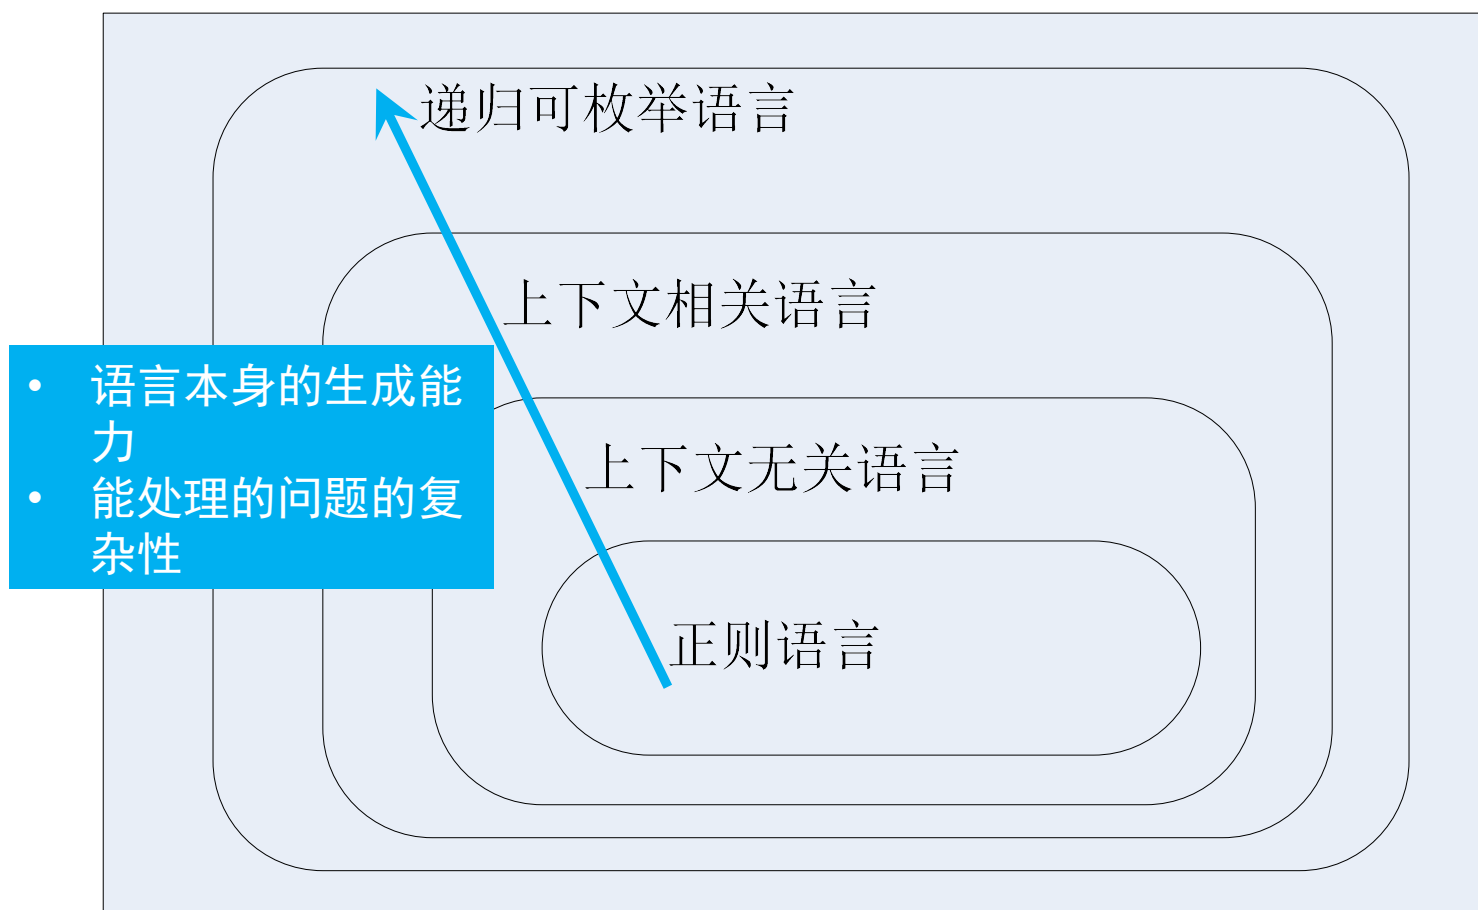 递归可枚举语言
上下文相关语言
• 语言本身的生成能
力
• 能处理的问题的复
杂性
上下文无关语言
正则语言